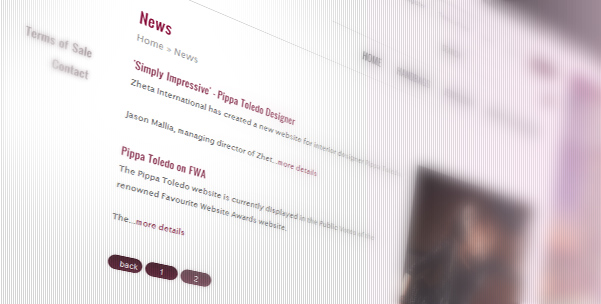 News
Home » News
Terms of Sale
Contact
HOME
'Simply Impressive' - Pippa Toledo Designer
Zheta International has created a new website for interior designer Pippa
Jason Mallia, managing director of Zhet...more details
Pippa Toledo on FWA
The Pippa Toledo website is currently displayed in the Public Vote of the
renowned Favourite Website Awards website.
The...more details
back 1 2